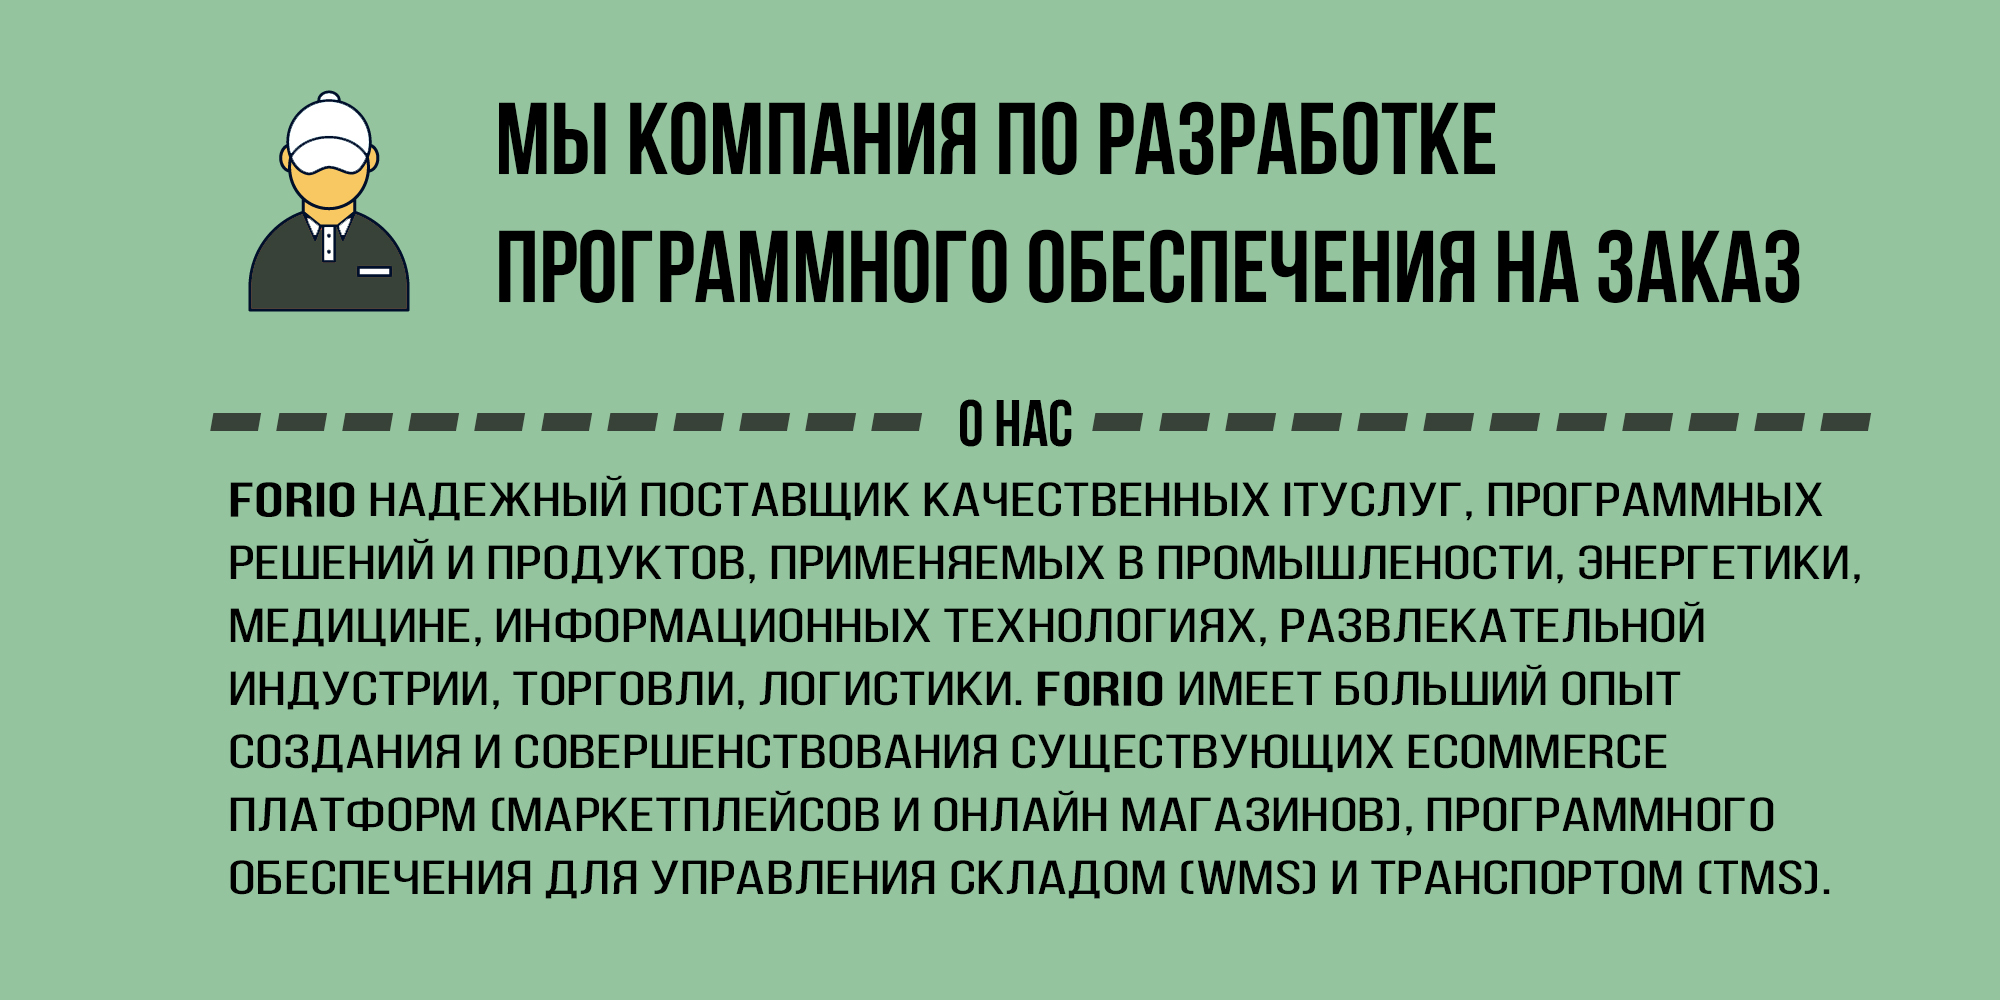 МЫ КОМПАНИЯ ПО РАЗРАБОТКЕ
ПРОГРАММНОГО ОБЕСПЕЧЕНИЯ НА ЗАКАЗ
О НАС
FORIO НАДЕЖНЫЙ ПОСТАВЩИК КАЧЕСТВЕННЫХ ITУСЛУГ, ПРОГРАММНЫХ
РЕШЕНИЙ И ПРОДУКТОВ, ПРИМЕНЯЕМЫХ В ПРОМЫШЛЕНОСТИ, ЭНЕРГЕТИКИ,
МЕДИЦИНЕ, ИНФОРМАЦИОННЫХ ТЕХНОЛОГИЯХ, РАЗВЛЕКАТЕЛЬНОЙ
ИНДУСТРИИ, ТОРГОВЛИ, ЛОГИСТИКИ. FORIO ИМЕЕТ БОЛЬШИЙ ОПЫТ
СОЗДАНИЯ И СОВЕРШЕНСТВОВАНИЯ СУЩЕСТВУЮЩИХ ECOMMERCE
ПЛАТФОРМ (МАРКЕТПЛЕЙСОВ И ОНЛАЙН МАГАЗИНОВ), ПРОГРАММНОГО
ОБЕСПЕЧЕНИЯ ДЛЯ УПРАВЛЕНИЯ СКЛАДОМ (WMS) И ТРАНСПОРТОМ (TMS).